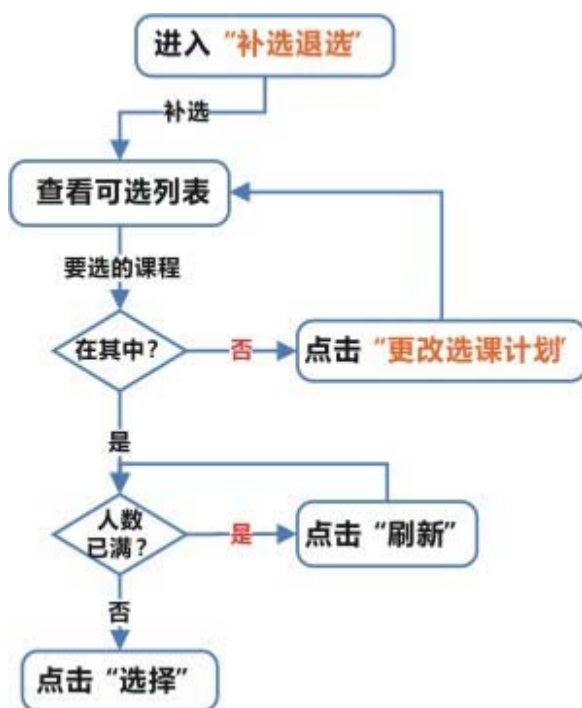 进入“补选退选”
补选
查看可选列表
要选的课程
在其中？
否
点击“更改选课计划”
是
人数
已满？
是
点击“刷新”
否
点击“选择”